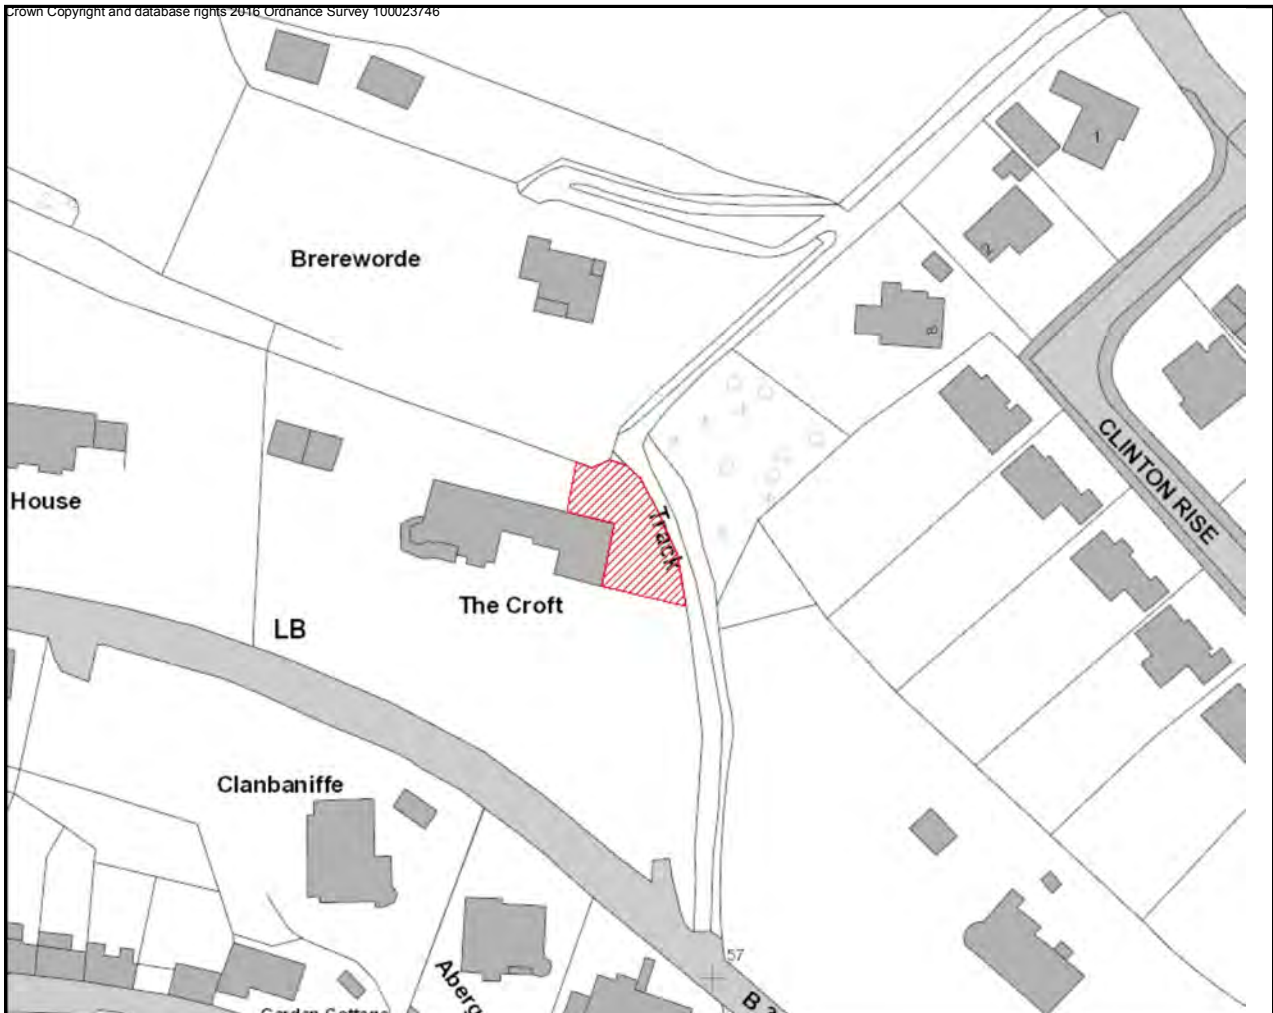 Crown Copyright and database rights 2016 Ordnance Survey 100023746
1
Brereworde
2
8
CLINTON RISE
House
Track
The Croft
LB
Clanbaniffe
57
Aberg
B